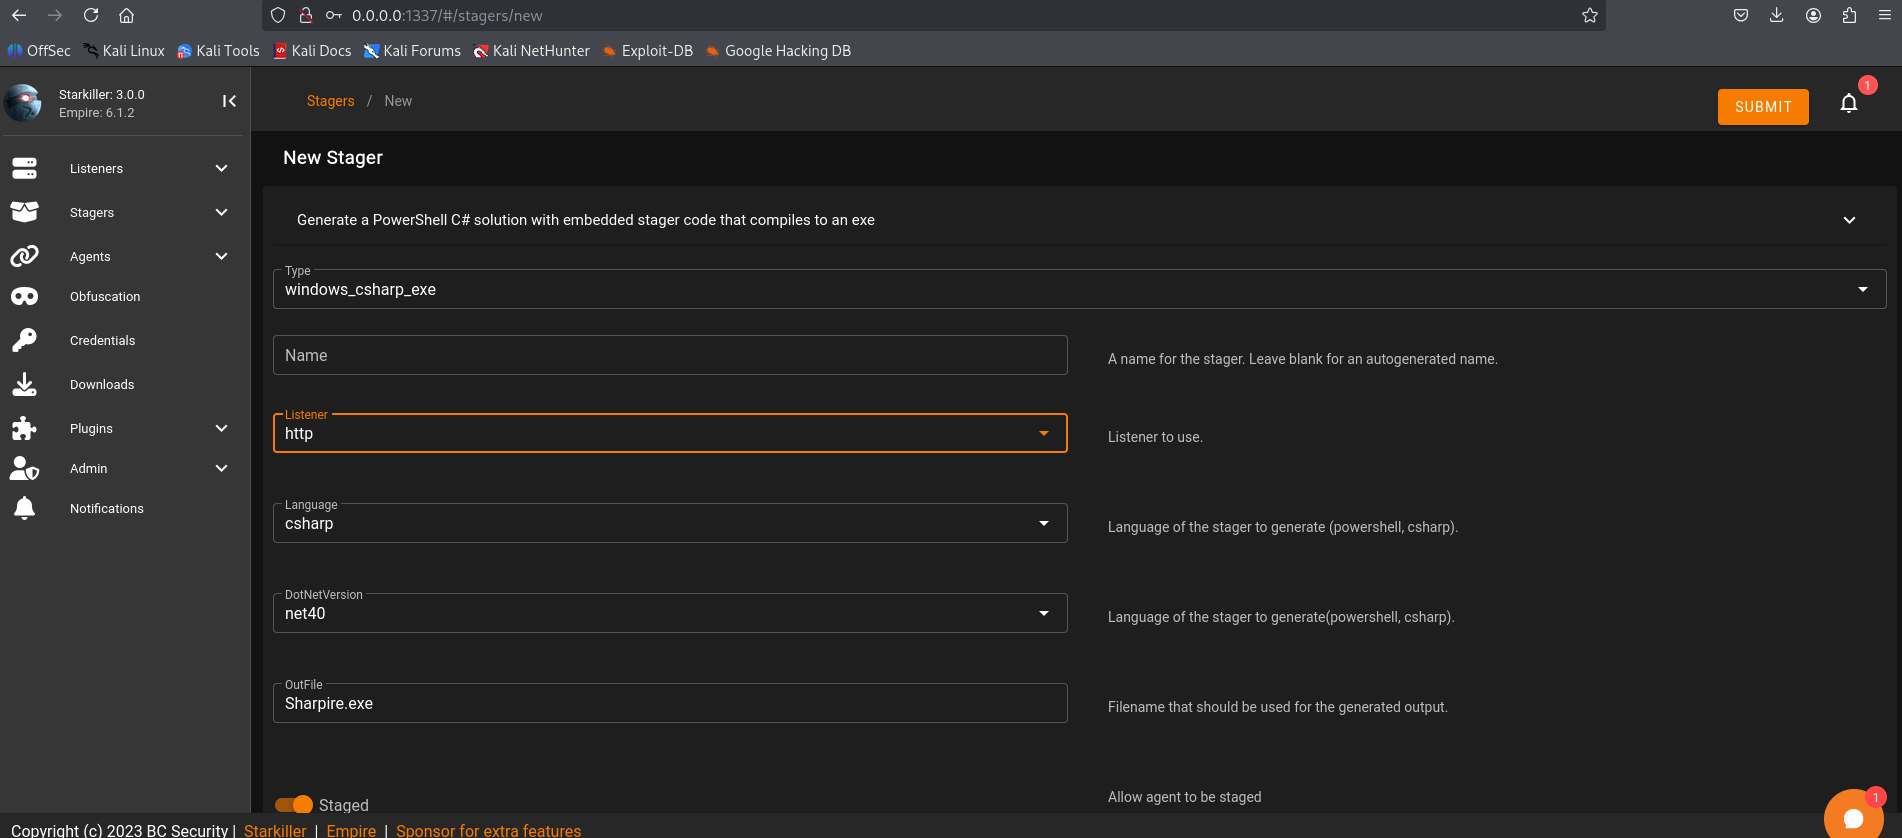 0.0.0.0:1337/#/stagers/new
OffSec Kali Linux Kali Tools Kali Docs Kali Forums Kali NetHunter Exploit-DB Google Hacking DB
Starkiller: 3.0.0
Empire: 6.1.2
Listeners
Stagers
Agents
Obfuscation
Credentials
Downloads
Plugins
Admin
Notifications
Stagers / New
SUBMIT
1
New Stager
Generate a PowerShell C# solution with embedded stager code that compiles to an exe
Type
windows_csharp_exe
Name
A name for the stager. Leave blank for an autogenerated name.
Listener
http
Listener to use.
Language
csharp
Language of the stager to generate (powershell, csharp).
DotNetVersion
net40
Language of the stager to generate(powershell, csharp).
OutFile
Sharpire.exe
Filename that should be used for the generated output.
Staged
Allow agent to be staged
1
Copyright (c) 2023 BC Security | Starkiller | Empire | Sponsor for extra features